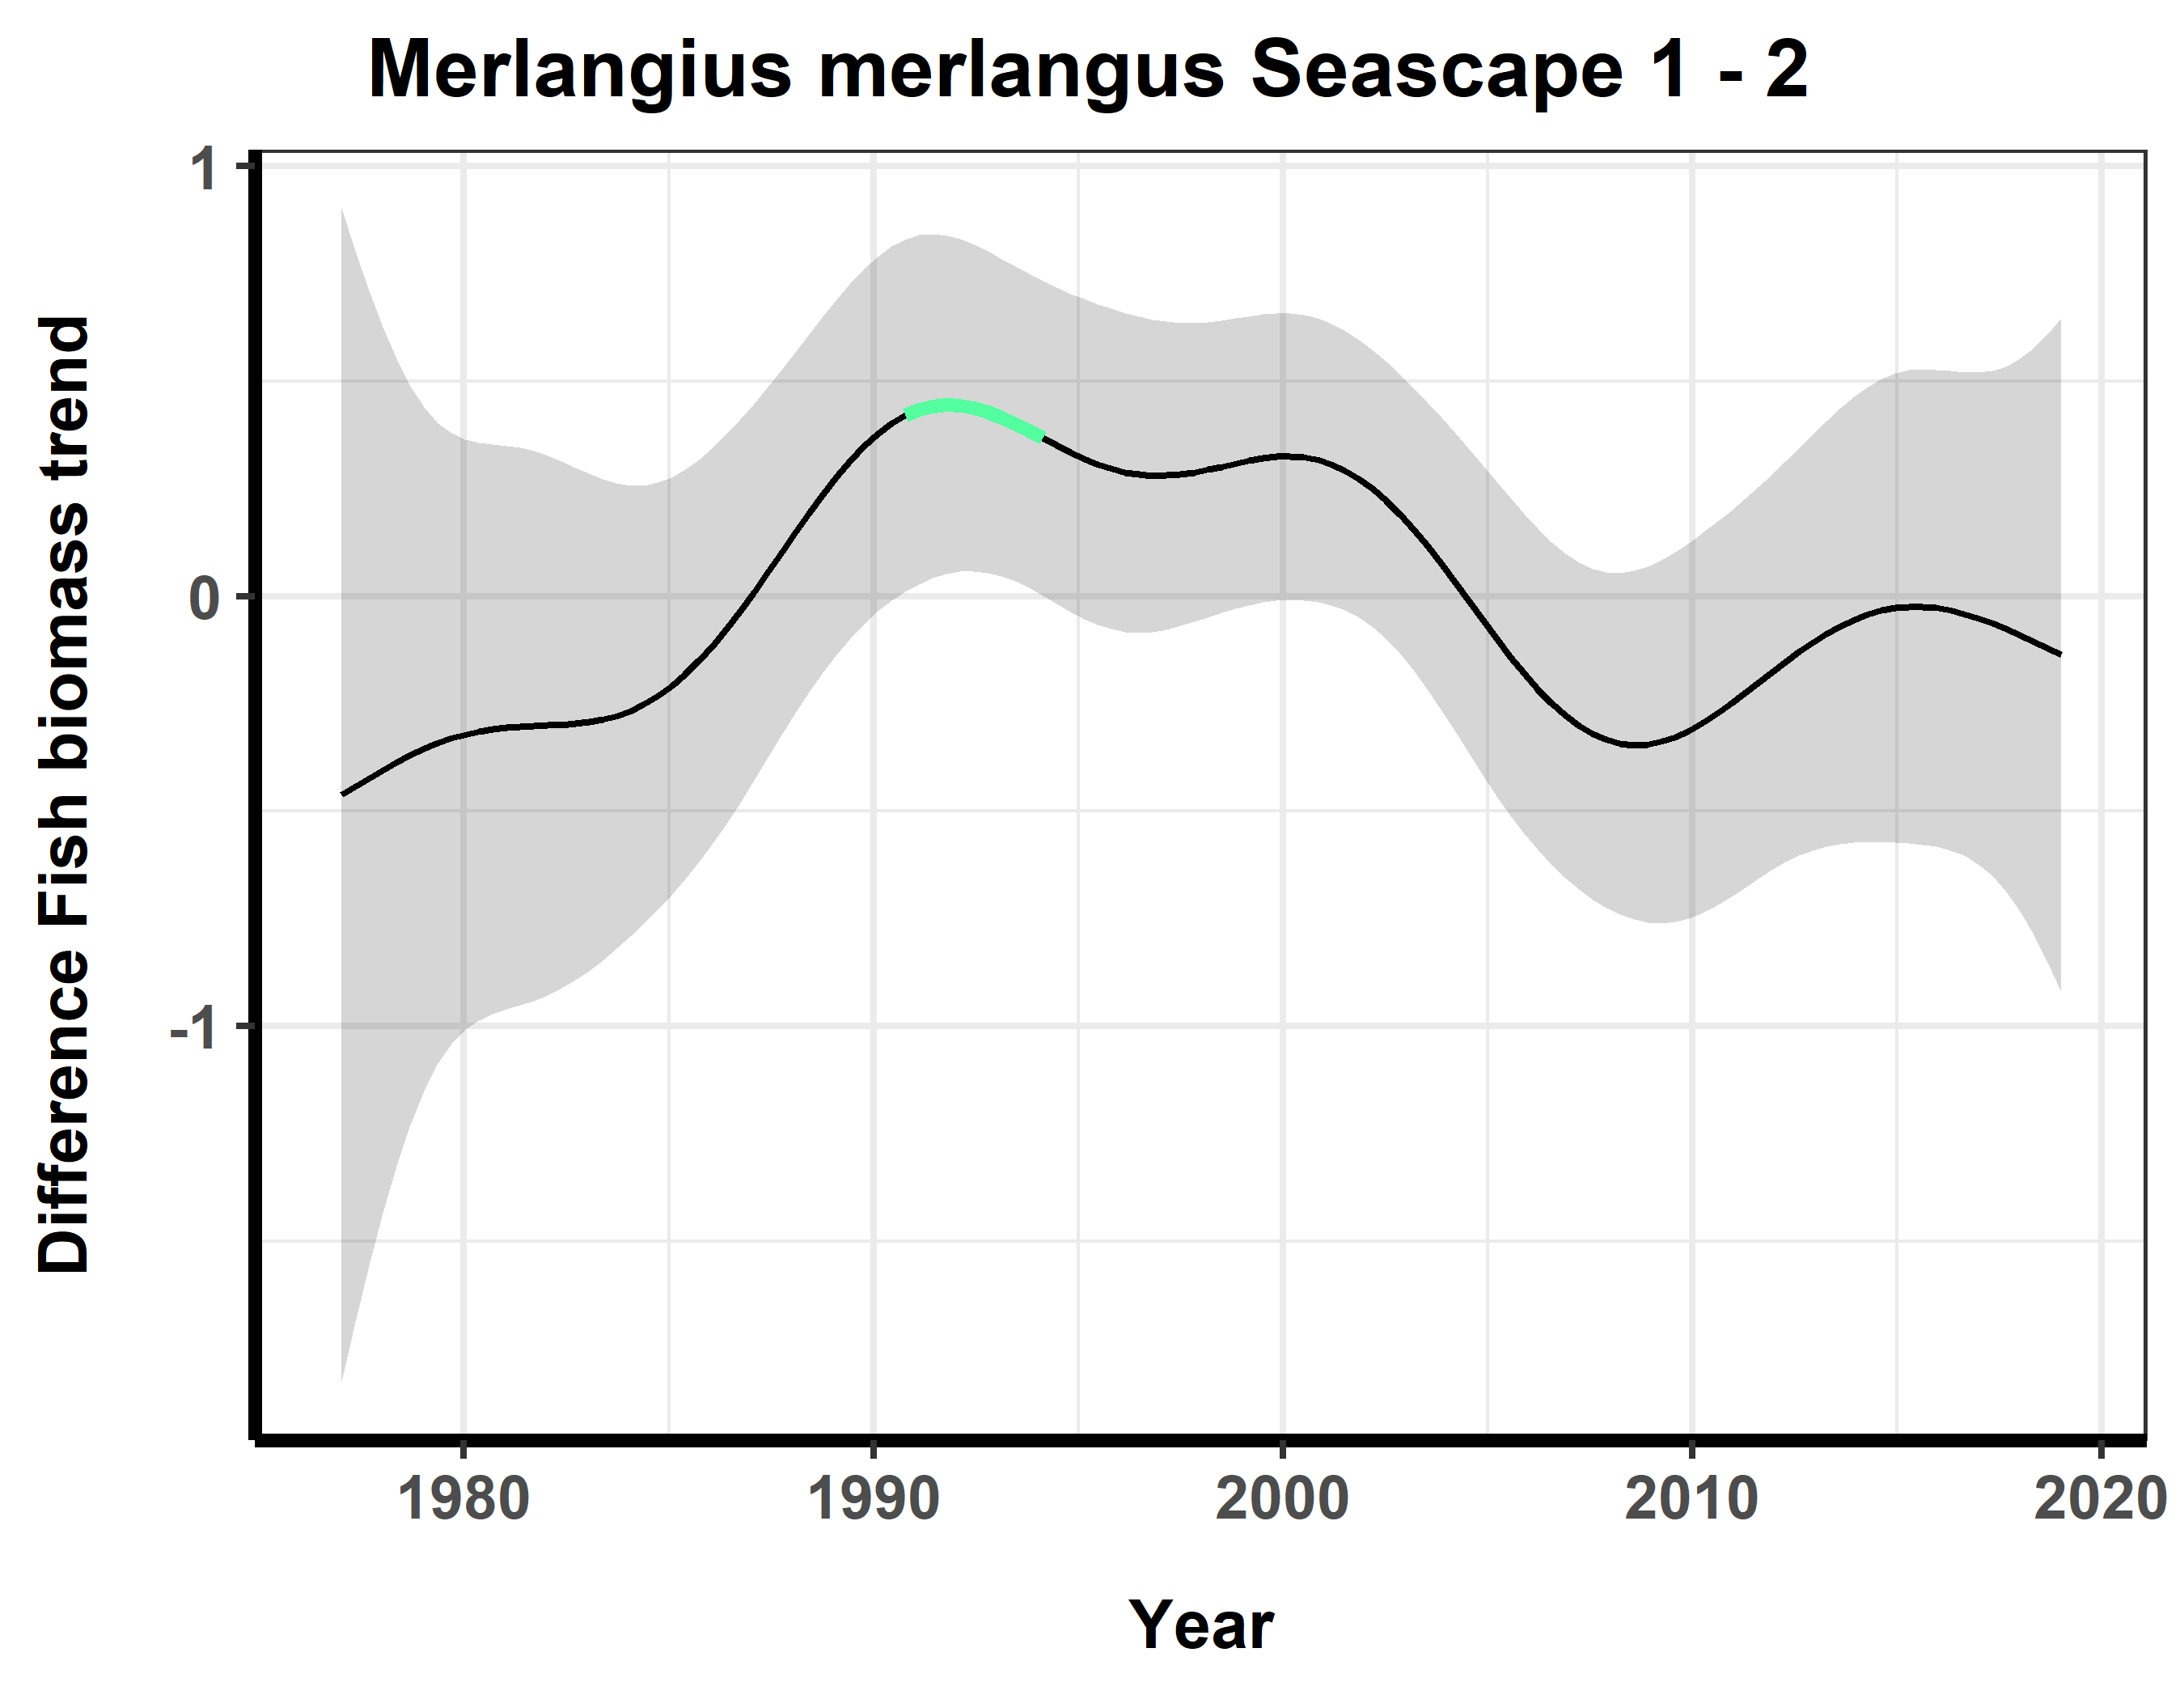 Merlangius merlangus Seascape 1 - 2
Difference Fish biomass trend
1
0
-1
1980 1990 2000 2010 2020
Year